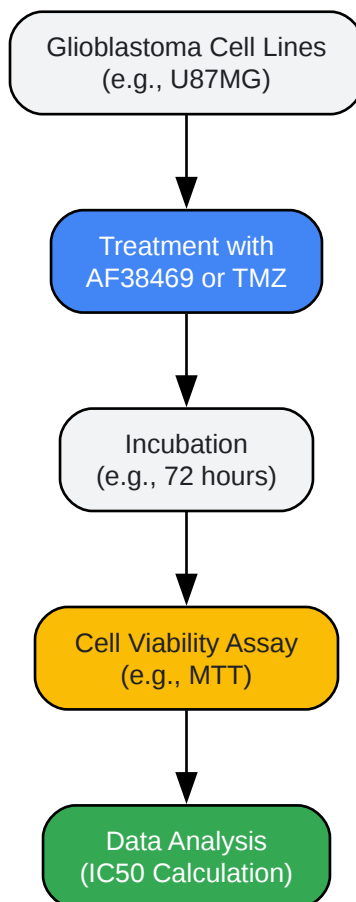 Glioblastoma Cell Lines
(e.g., U87MG)
Treatment with
AF38469 or TMZ
Incubation
(e.g., 72 hours)
Cell Viability Assay
(e.g., MTT)
Data Analysis
(IC50 Calculation)